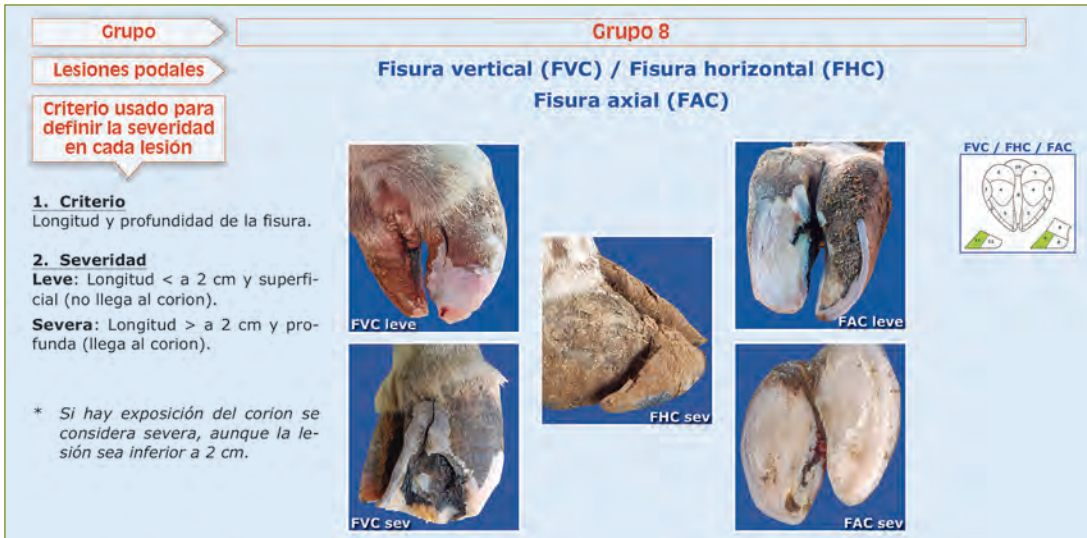 Grupo
Grupo 8
Lesiones podales
Fisura vertical (FVC) / Fisura horizontal (FHC)
Fisura axial (FAC)
Criterio usado para
definir la severidad
en cada lesión
1. Criterio
Longitud y profundidad de la fisura.
2. Severidad
Leve: Longitud < a 2 cm y superfi-
cial (no llega al corion).
Severa: Longitud > a 2 cm y pro-
funda (llega al corion).
* Si hay exposición del corion se
considera severa, aunque la le-
sión sea inferior a 2 cm.
FVC leve
FVC sev
FHC sev
FAC leve
FAC sev
FVC / FHC / FAC